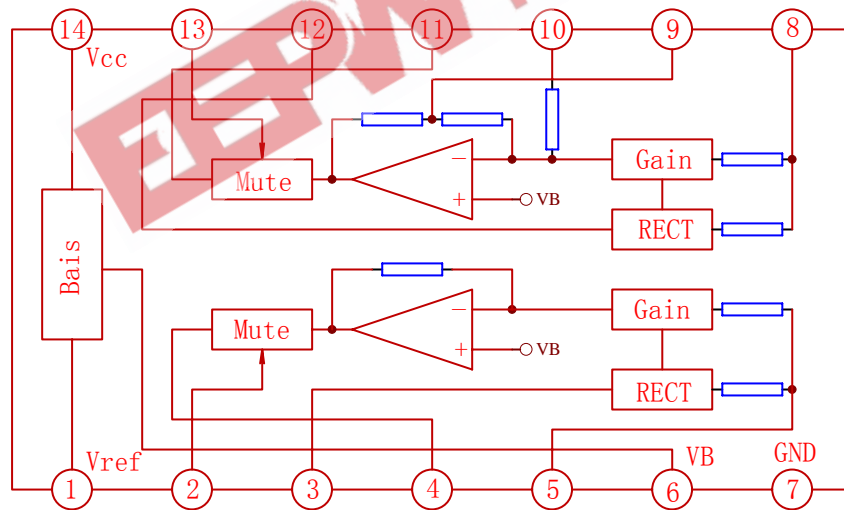 14 13 12 11 10 9 8
Vcc
EEPW
Mute
−
+
VB
Gain
RECT
Bais
Mute
−
+
VB
Gain
RECT
Vref
VB
GND
1 2 3 4 5 6 7